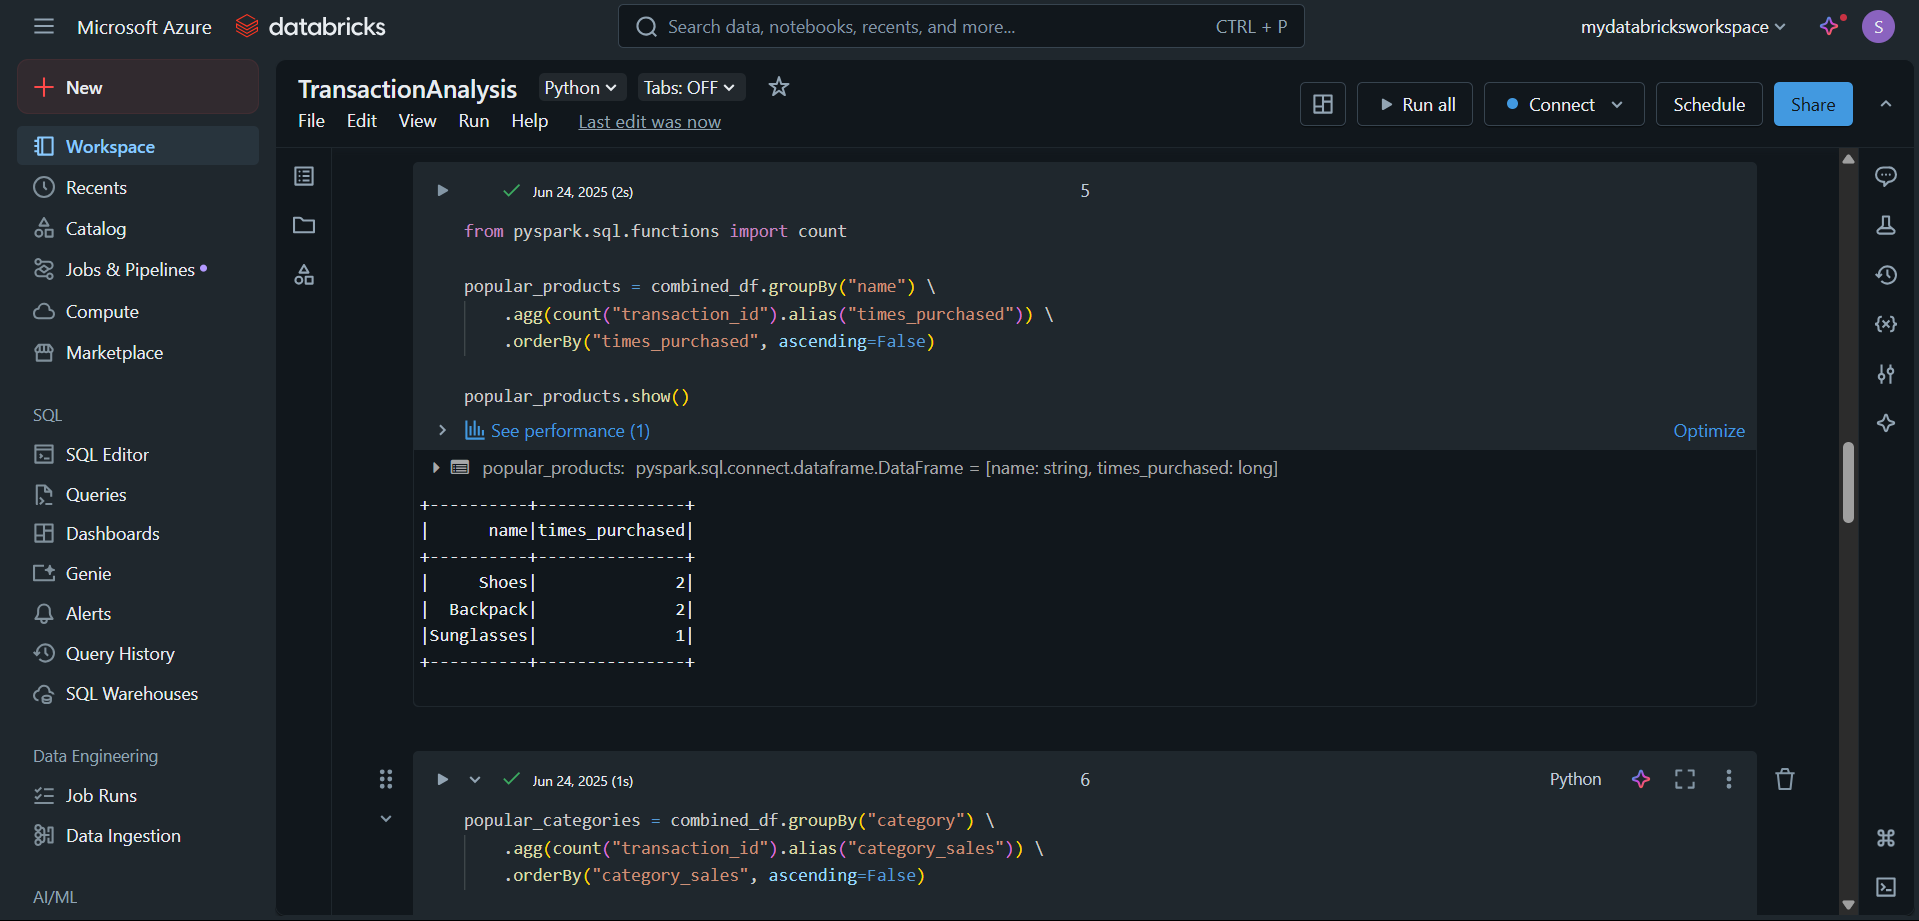 Microsoft Azure
databricks
Search data, notebooks, recents, and more...
CTRL + P
mydatabricksworkspace
S
New
Workspace
Recents
Catalog
Jobs & Pipelines
Compute
Marketplace
SQL
SQL Editor
Queries
Dashboards
Genie
Alerts
Query History
SQL Warehouses
Data Engineering
Job Runs
Data Ingestion
AI/ML
TransactionAnalysis
Python
Tabs: OFF
File Edit View Run Help Last edit was now
Run all
Connect
Schedule
Share
Jun 24, 2025 (2s)
5
from pyspark.sql.functions import count
popular_products = combined_df.groupBy("name") \
.agg(count("transaction_id").alias("times_purchased")) \
.orderBy("times_purchased", ascending=False)
popular_products.show()
See performance (1)
Optimize
popular_products: pyspark.sql.connect.dataframe.DataFrame = [name: string, times_purchased: long]
+----------+---------------+
|      name|times_purchased|
+----------+---------------+
|     Shoes|              2|
|  Backpack|              2|
|Sunglasses|              1|
+----------+---------------+
Jun 24, 2025 (1s)
6
Python
popular_categories = combined_df.groupBy("category") \
.agg(count("transaction_id").alias("category_sales")) \
.orderBy("category_sales", ascending=False)